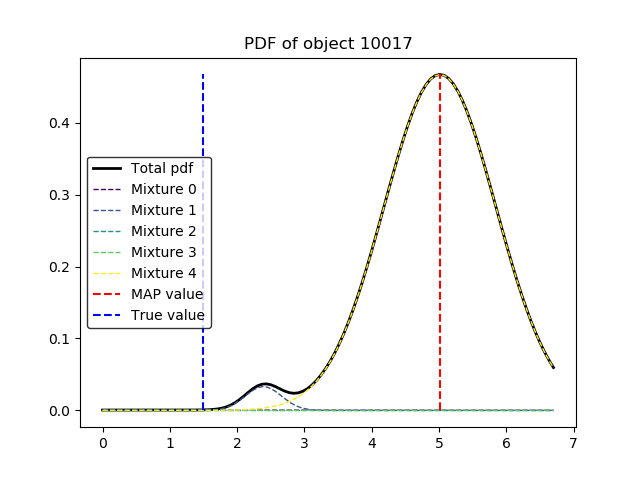 PDF of object 10017
0.4
0.3
0.2
0.1
0.0
Total pdf
Mixture 0
Mixture 1
Mixture 2
Mixture 3
Mixture 4
MAP value
True value
0 1 2 3 4 5 6 7